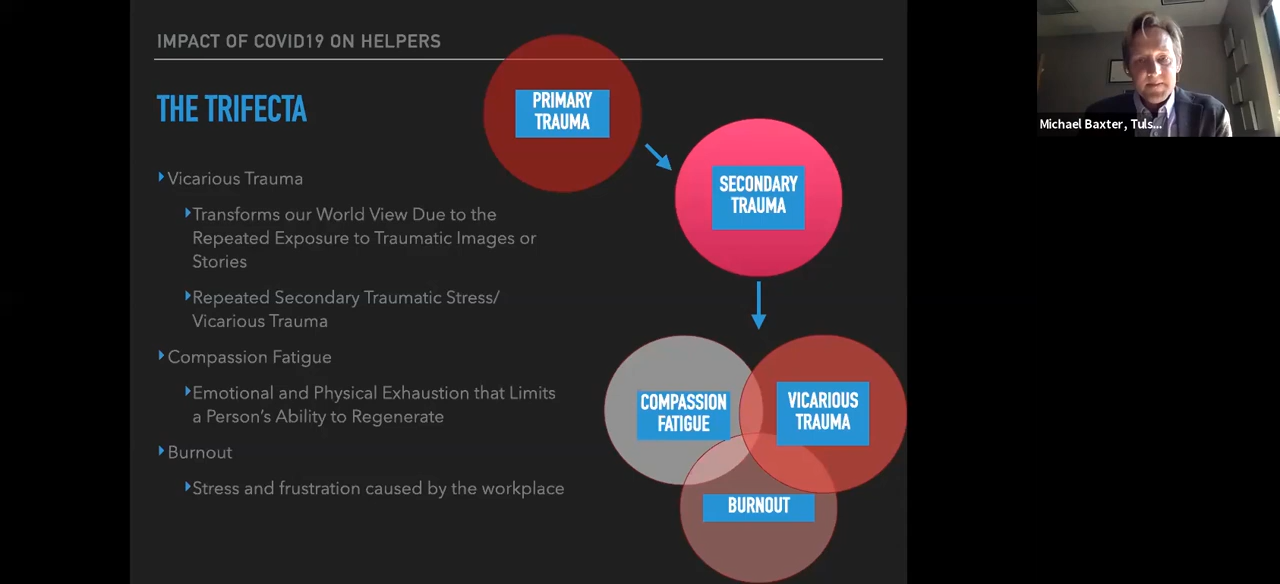 IMPACT OF COVID19 ON HELPERS
THE TRIFECTA
Vicarious Trauma
Transforms our World View Due to the
Repeated Exposure to Traumatic Images or
Stories
Repeated Secondary Traumatic Stress/
Vicarious Trauma
Compassion Fatigue
Emotional and Physical Exhaustion that Limits
a Person's Ability to Regenerate
Burnout
Stress and frustration caused by the workplace
PRIMARY
TRAUMA
SECONDARY
TRAUMA
COMPASSION
FATIGUE
VICARIOUS
TRAUMA
BURNOUT
Michael Baxter, Tuls...